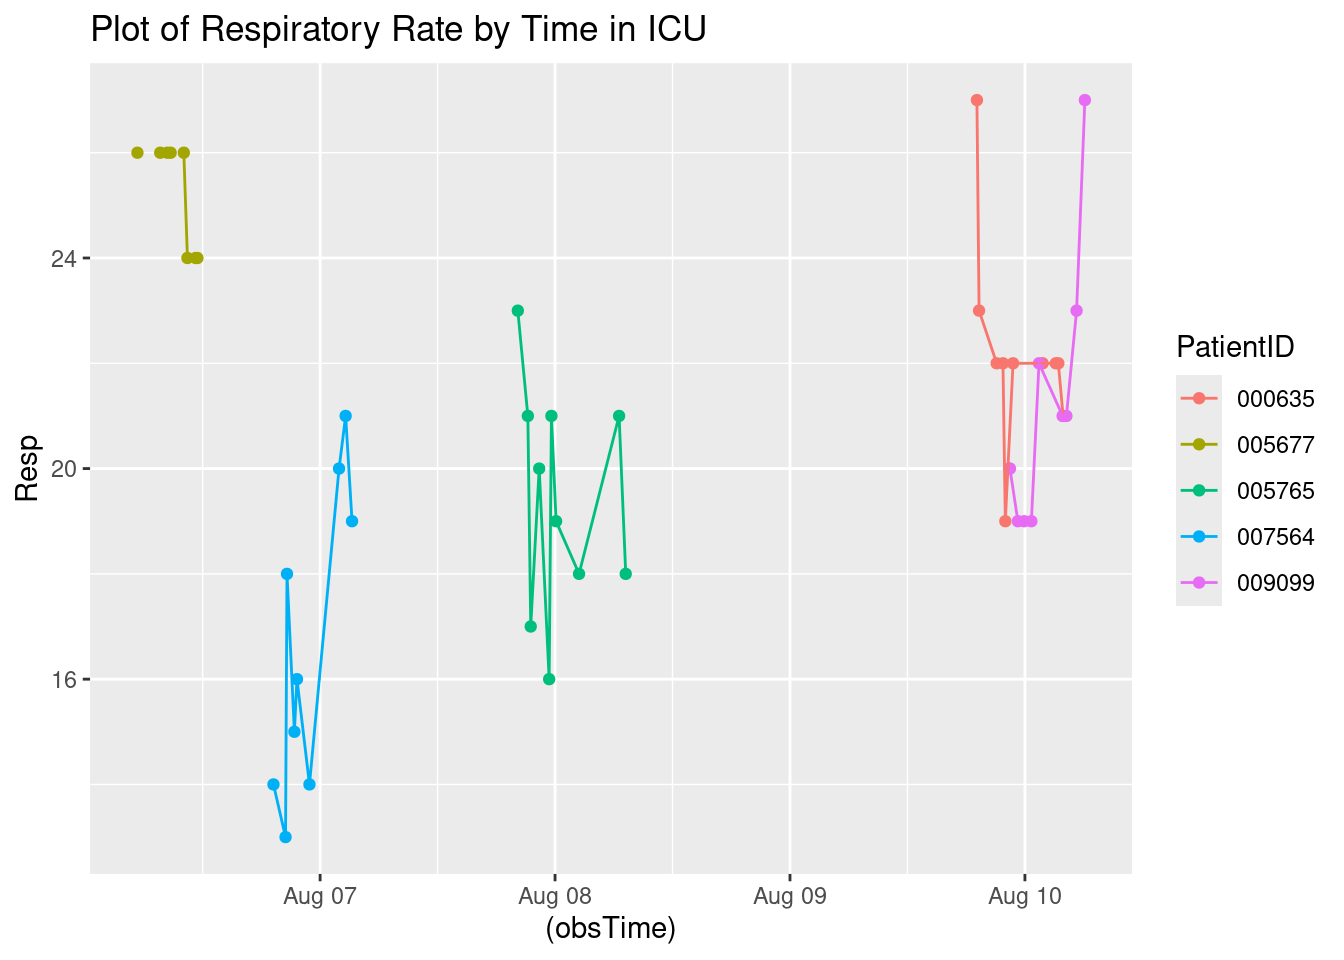 Plot of Respiratory Rate by Time in ICU
Resp
24
20
16
Aug 07
Aug 08
Aug 09
Aug 10
(obsTime)
PatientID
000635
005677
005765
007564
009099